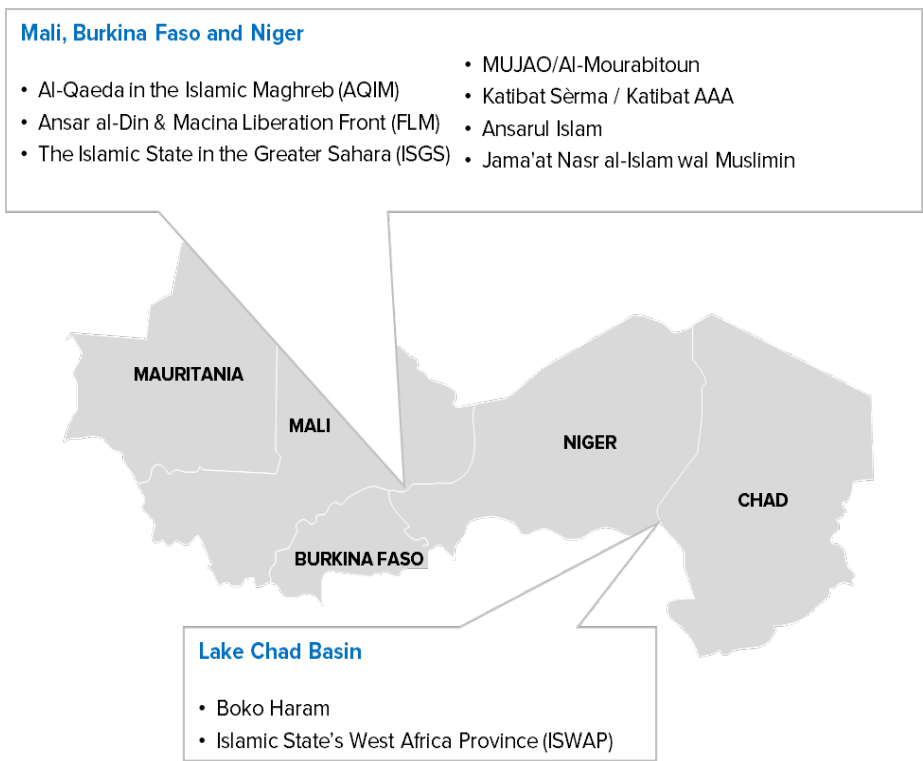 Mali, Burkina Faso and Niger
• Al-Qaeda in the Islamic Maghreb (AQIM)
• Ansar al-Din & Macina Liberation Front (FLM)
• The Islamic State in the Greater Sahara (ISGS)
• MUJAO/Al-Mourabitoun
• Katibat Sèrma / Katibat AAA
• Ansarul Islam
• Jama'at Nasr al-Islam wal Muslimin
MAURITANIA
MALI
NIGER
CHAD
BURKINA FASO
Lake Chad Basin
• Boko Haram
• Islamic State's West Africa Province (ISWAP)